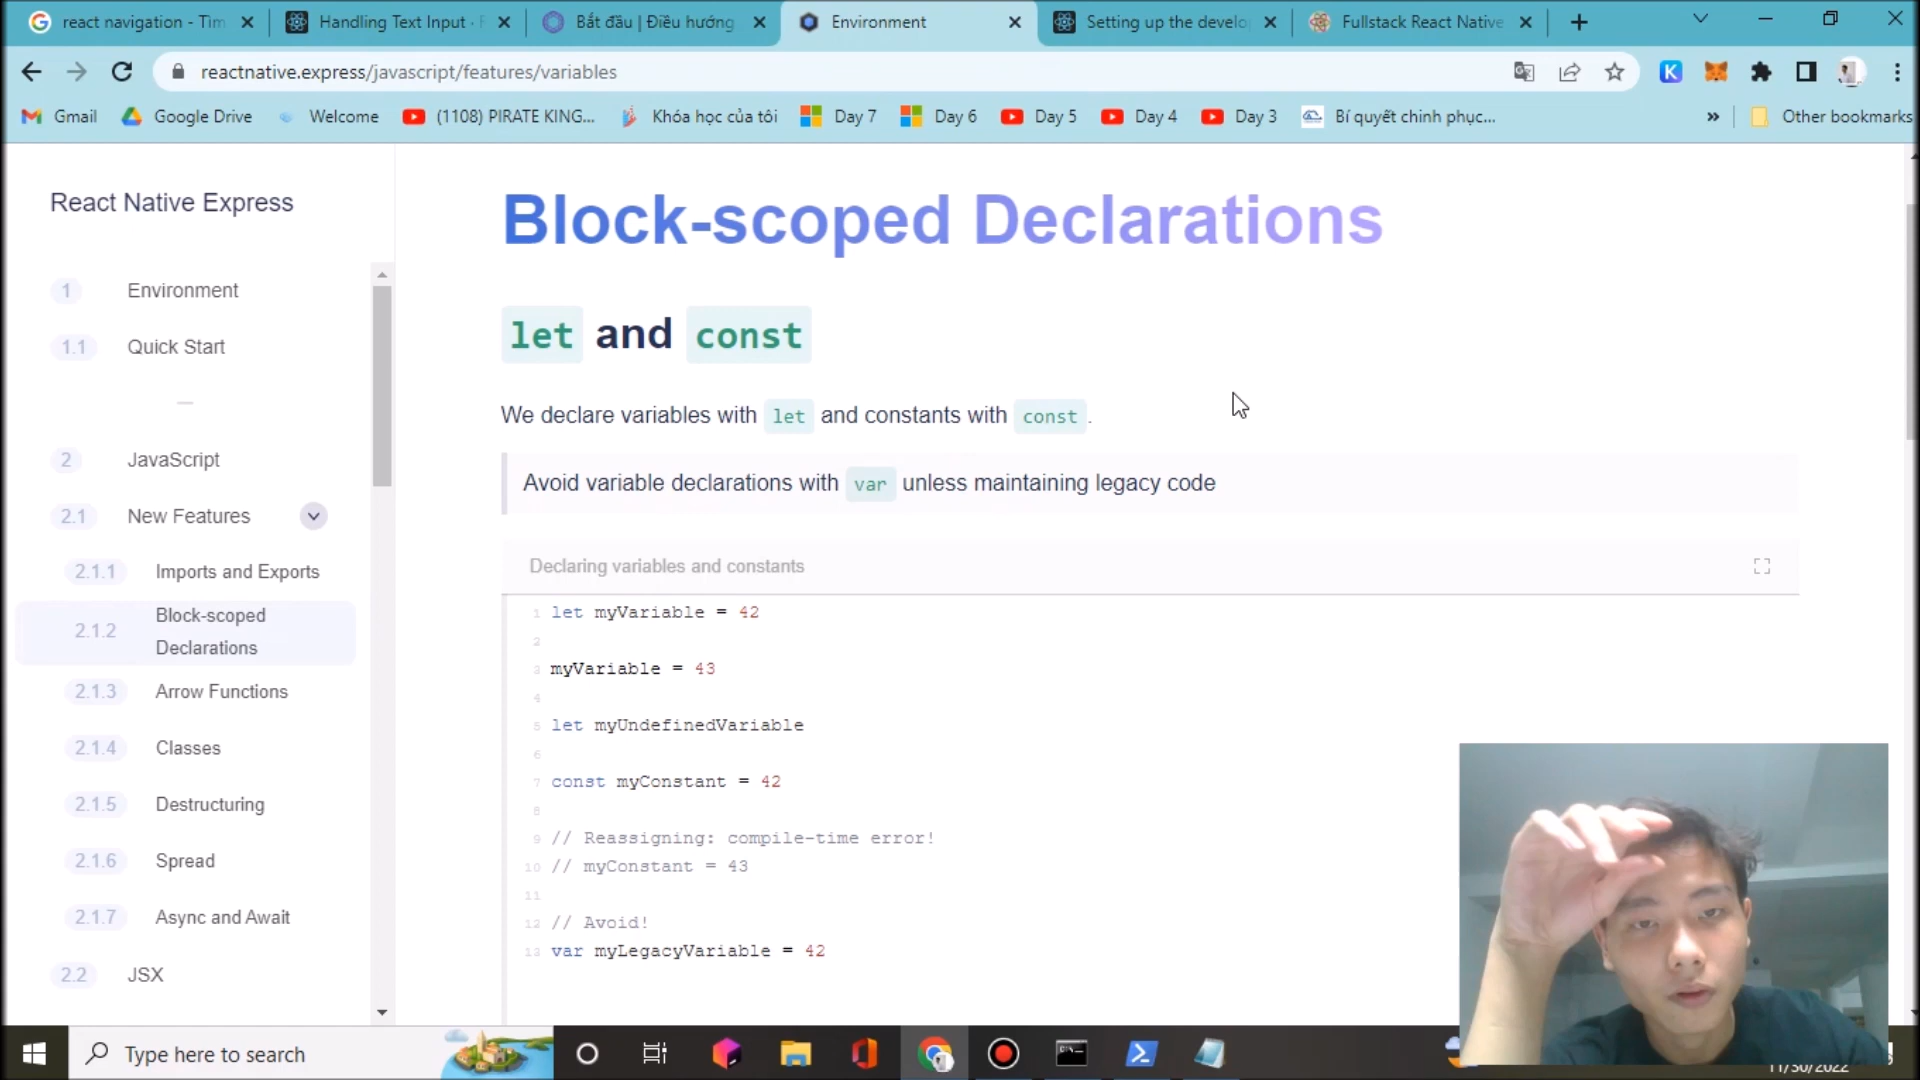 react navigation - Tim
Handling Text Input ·
Bắt đầu | Điều hướng
Environment
Setting up the develo
Fullstack React Native
reactnative.express/javascript/features/variables
Gmail
Google Drive
Welcome
(1108) PIRATE KING...
Khóa học của tôi
Day 7
Day 6
Day 5
Day 4
Day 3
Bí quyết chinh phục...
»
Other bookmarks
React Native Express
1 Environment
1.1 Quick Start
2 JavaScript
2.1 New Features
2.1.1 Imports and Exports
2.1.2 Block-scoped
Declarations
2.1.3 Arrow Functions
2.1.4 Classes
2.1.5 Destructuring
2.1.6 Spread
2.1.7 Async and Await
2.2 JSX
Block-scoped Declarations
let and const
We declare variables with let and constants with const.
Avoid variable declarations with var unless maintaining legacy code
Declaring variables and constants
1 let myVariable = 42
2
3 myVariable = 43
4
5 let myUndefinedVariable
6
7 const myConstant = 42
8
9 // Reassigning: compile-time error!
10 // myConstant = 43
11
12 // Avoid!
13 var myLegacyVariable = 42
Type here to search
11/30/2022